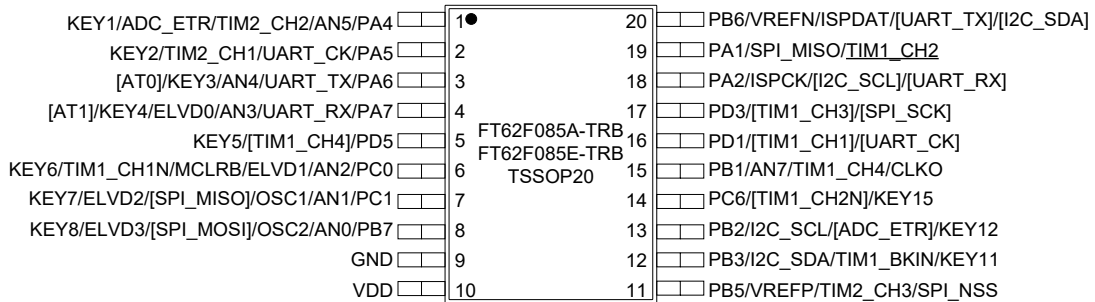 KEY1/ADC_ETR/TIM2_CH2/AN5/PA4 1 20 PB6/VREFN/ISPDAT/[UART_TX]/[I2C_SDA]
KEY2/TIM2_CH1/UART_CK/PA5 2 19 PA1/SPI_MISO/TIM1_CH2
[AT0]/KEY3/AN4/UART_TX/PA6 3 18 PA2/ISPCK/[I2C_SCL]/[UART_RX]
[AT1]/KEY4/ELVD0/AN3/UART_RX/PA7 4 17 PD3/[TIM1_CH3]/[SPI_SCK]
KEY5/[TIM1_CH4]/PD5 5 FT62F085A-TRB 16 PD1/[TIM1_CH1]/[UART_CK]
FT62F085E-TRB
KEY6/TIM1_CH1N/MCLRB/ELVD1/AN2/PC0 6 TSSOP20 15 PB1/AN7/TIM1_CH4/CLKO
KEY7/ELVD2/[SPI_MISO]/OSC1/AN1/PC1 7 14 PC6/[TIM1_CH2N]/KEY15
KEY8/ELVD3/[SPI_MOSI]/OSC2/AN0/PB7 8 13 PB2/I2C_SCL/[ADC_ETR]/KEY12
GND 9 12 PB3/I2C_SDA/TIM1_BKIN/KEY11
VDD 10 11 PB5/VREFP/TIM2_CH3/SPI_NSS